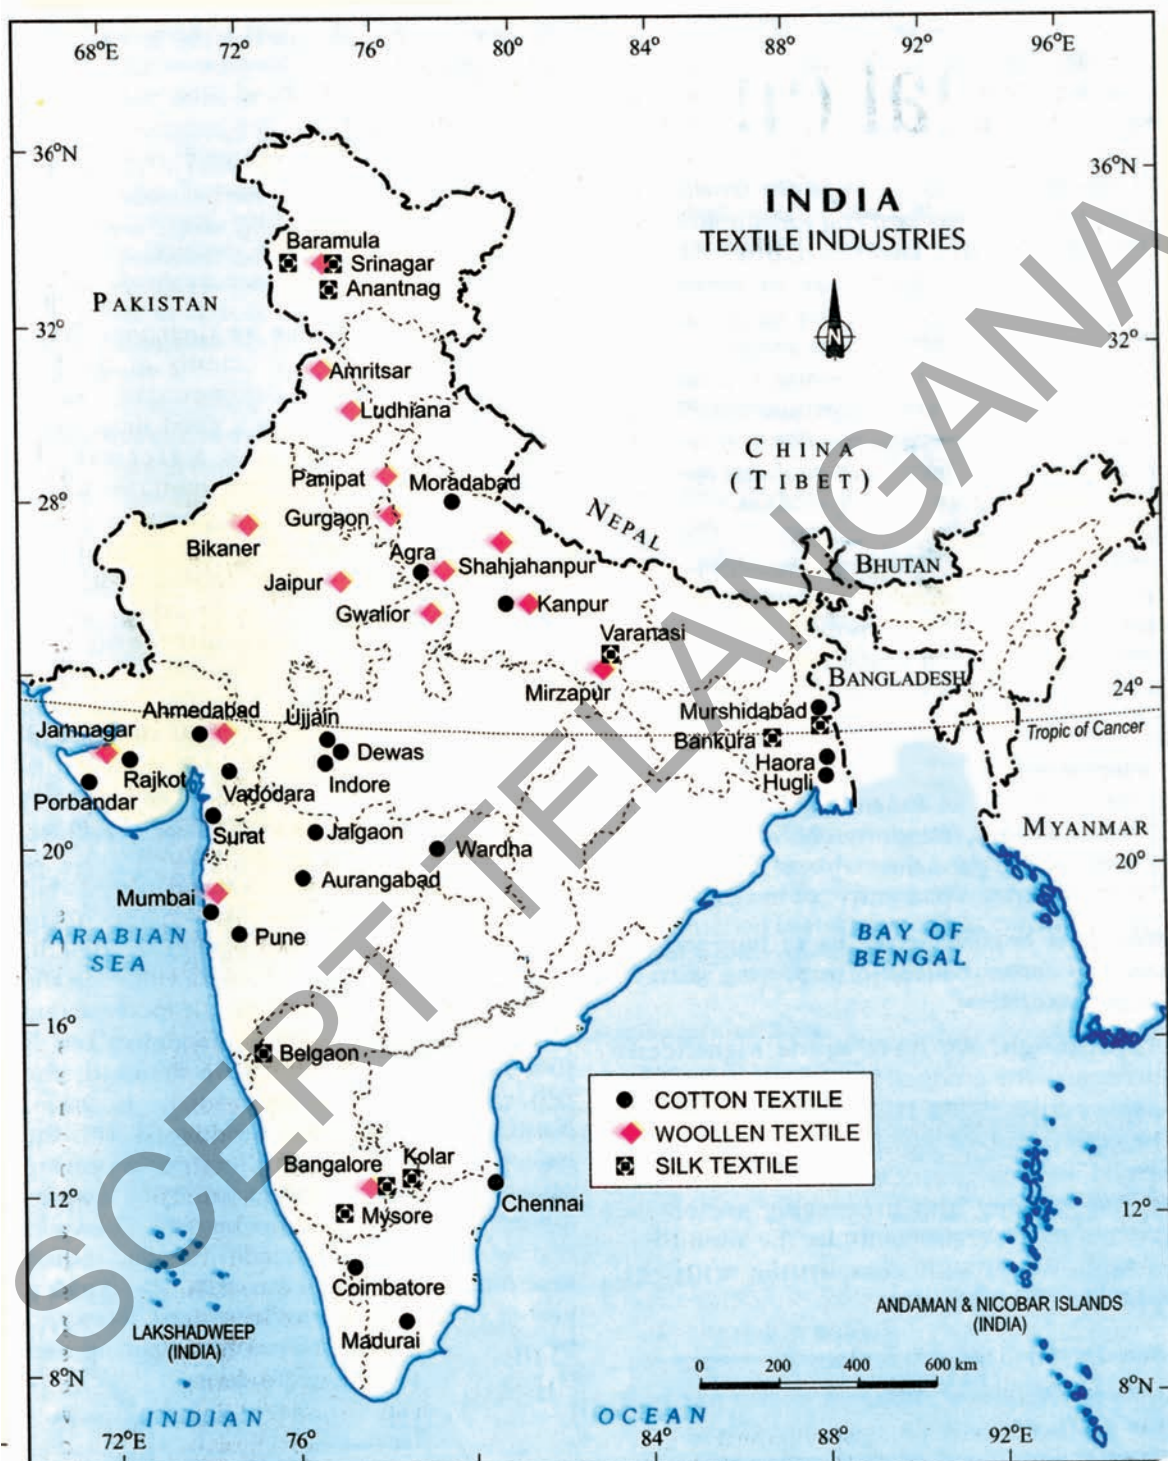 68°E 72° 76° 80° 84° 88° 92° 96°E
36°N
36°N
INDIA
TEXTILE INDUSTRIES
N
Baramula
Srinagar
Anantnag
PAKISTAN
32°
32°
Amritsar
Ludhiana
CHINA
(TIBET)
Panipat
Moradabad
28°
28°
Gurgaon
NEPAL
Bikaner
Agra
Shahjahanpur
BHUTAN
Jaipur
Gwalior
Kanpur
Varanasi
Mirzapur
BANGLADESH
24°
Ahmedabad
Ujjain
Murshidabad
Jamnagar
Dewas
Bankura
Tropic of Cancer
Rajkot
Indore
Haora
Porbandar
Vadodara
Hugli
Surat
Jalgaon
MYANMAR
20°
Wardha
20°
Aurangabad
Mumbai
Pune
ARABIAN
SEA
BAY OF
BENGAL
16°
Belgaon
COTTON TEXTILE
WOOLLEN TEXTILE
SILK TEXTILE
Bangalore
Kolar
12°
Chennai
12°
Mysore
Coimbatore
Madurai
LAKSHADWEEP
(INDIA)
ANDAMAN & NICOBAR ISLANDS
(INDIA)
0 200 400 600 km
8°N
8°N
INDIAN OCEAN
72°E 76° 84° 88° 92°E
SCERT TELANGANA